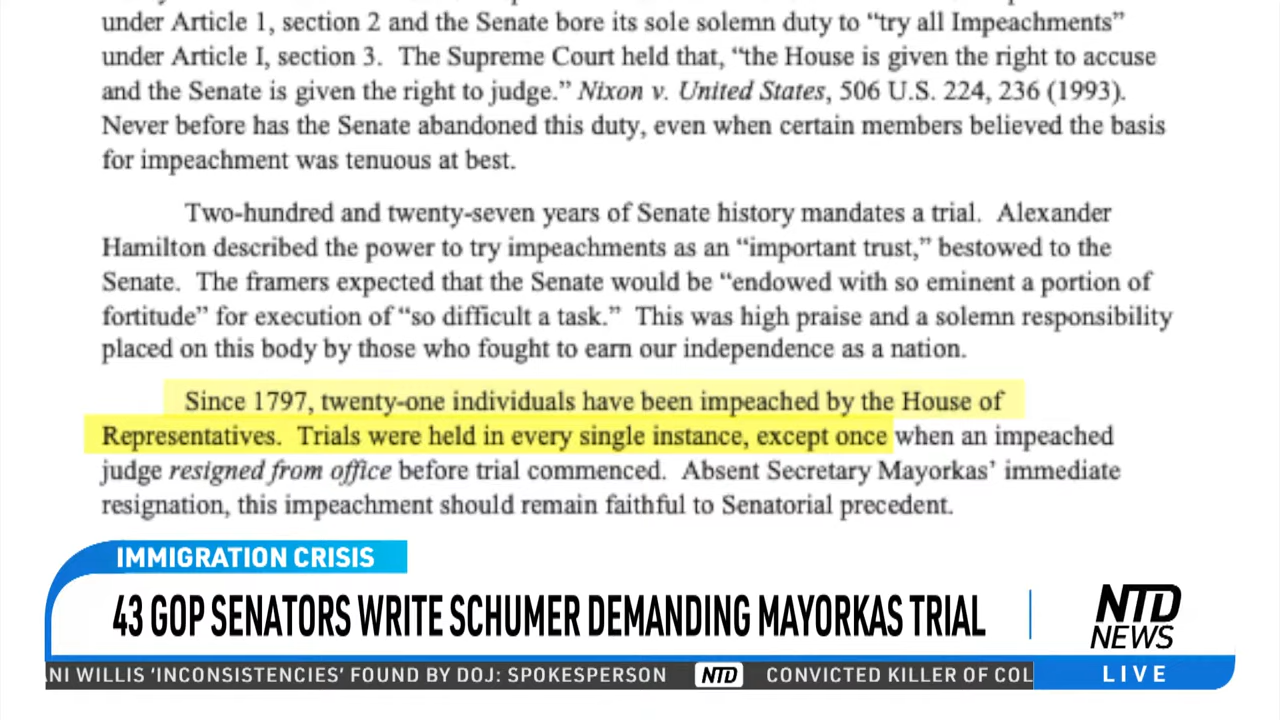 under Article 1, section 2 and the Senate bore its sole solemn duty to “try all Impeachments”
under Article I, section 3. The Supreme Court held that, “the House is given the right to accuse
and the Senate is given the right to judge.” Nixon v. United States, 506 U.S. 224, 236 (1993).
Never before has the Senate abandoned this duty, even when certain members believed the basis
for impeachment was tenuous at best.
Two-hundred and twenty-seven years of Senate history mandates a trial. Alexander
Hamilton described the power to try impeachments as an “important trust,” bestowed to the
Senate. The framers expected that the Senate would be “endowed with so eminent a portion of
fortitude” for execution of “so difficult a task.” This was high praise and a solemn responsibility
placed on this body by those who fought to earn our independence as a nation.
Since 1797, twenty-one individuals have been impeached by the House of
Representatives. Trials were held in every single instance, except once when an impeached
judge resigned from office before trial commenced. Absent Secretary Mayorkas’ immediate
resignation, this impeachment should remain faithful to Senatorial precedent.
IMMIGRATION CRISIS
43 GOP SENATORS WRITE SCHUMER DEMANDING MAYORKAS TRIAL
NTD
NEWS
ANI WILLIS ‘INCONSISTENCIES’ FOUND BY DOJ: SPOKESPERSON NTD CONVICTED KILLER OF COL
LIVE